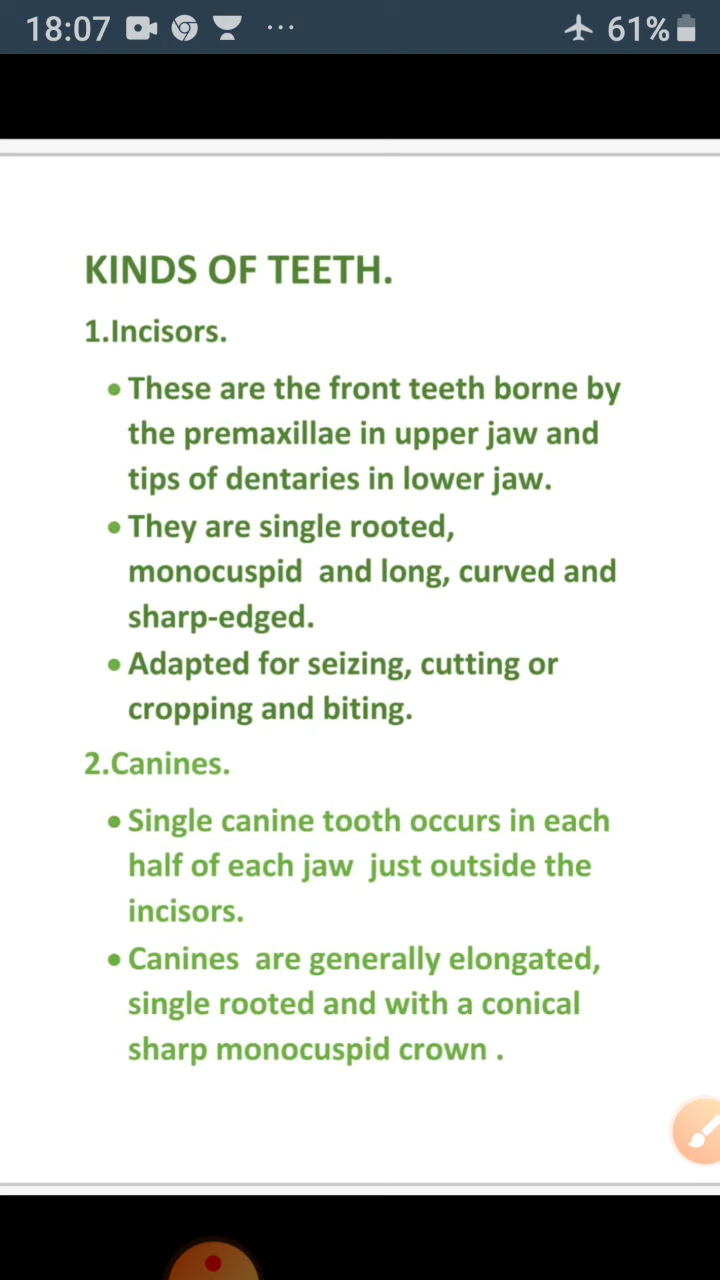 18:07 ... 61%
KINDS OF TEETH.
1.Incisors.
• These are the front teeth borne by
the premaxillae in upper jaw and
tips of dentaries in lower jaw.
• They are single rooted,
monocuspid and long, curved and
sharp-edged.
• Adapted for seizing, cutting or
cropping and biting.
2.Canines.
• Single canine tooth occurs in each
half of each jaw just outside the
incisors.
• Canines are generally elongated,
single rooted and with a conical
sharp monocuspid crown .